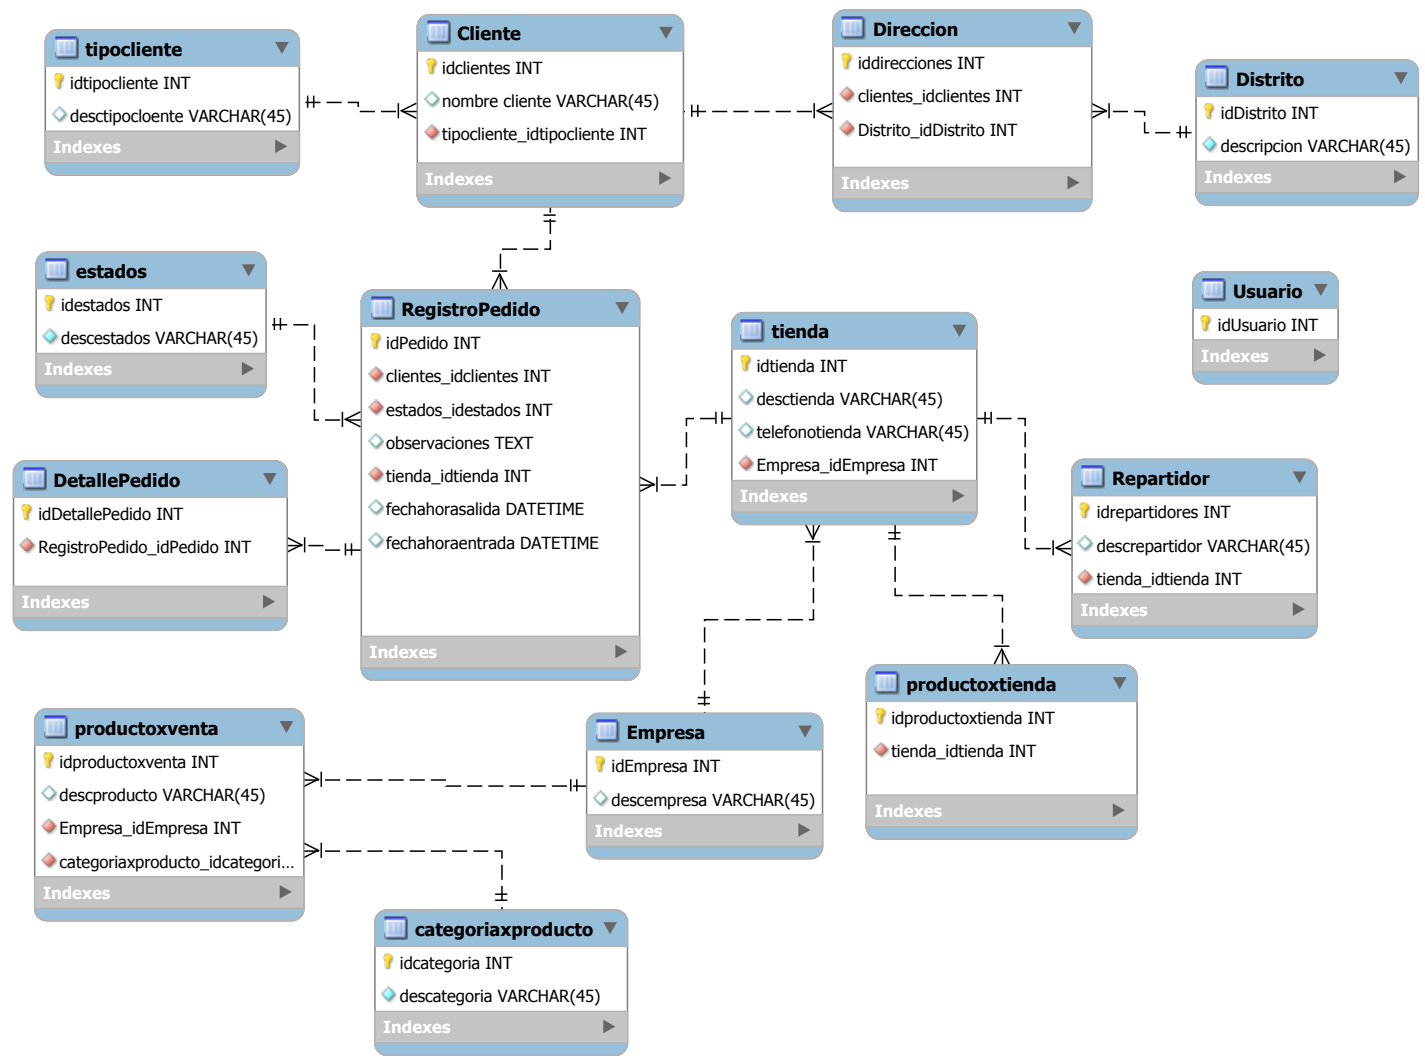 tipocliente
idtipocliente INT
desctipocloente VARCHAR(45)
Indexes
Cliente
idclientes INT
nombre cliente VARCHAR(45)
tipocliente_idtipocliente INT
Indexes
Direccion
iddirecciones INT
clientes_idclientes INT
Distrito_idDistrito INT
Indexes
Distrito
idDistrito INT
descripcion VARCHAR(45)
Indexes
estados
idestados INT
descestados VARCHAR(45)
Indexes
RegistroPedido
idPedido INT
clientes_idclientes INT
estados_idestados INT
observaciones TEXT
tienda_idtienda INT
fechahorasalida DATETIME
fechahoraentrada DATETIME
Indexes
tienda
idtienda INT
desctienda VARCHAR(45)
telefonotienda VARCHAR(45)
Empresa_idEmpresa INT
Indexes
Usuario
idUsuario INT
Indexes
DetallePedido
idDetallePedido INT
RegistroPedido_idPedido INT
Indexes
Repartidor
idrepartidores INT
descrepartidor VARCHAR(45)
tienda_idtienda INT
Indexes
productoxventa
idproductoxventa INT
descproducto VARCHAR(45)
Empresa_idEmpresa INT
categoriaxproducto_idcategori...
Indexes
Empresa
idEmpresa INT
descempresa VARCHAR(45)
Indexes
productoxtienda
idproductoxtienda INT
tienda_idtienda INT
Indexes
categoriaxproducto
idcategoria INT
descategoria VARCHAR(45)
Indexes